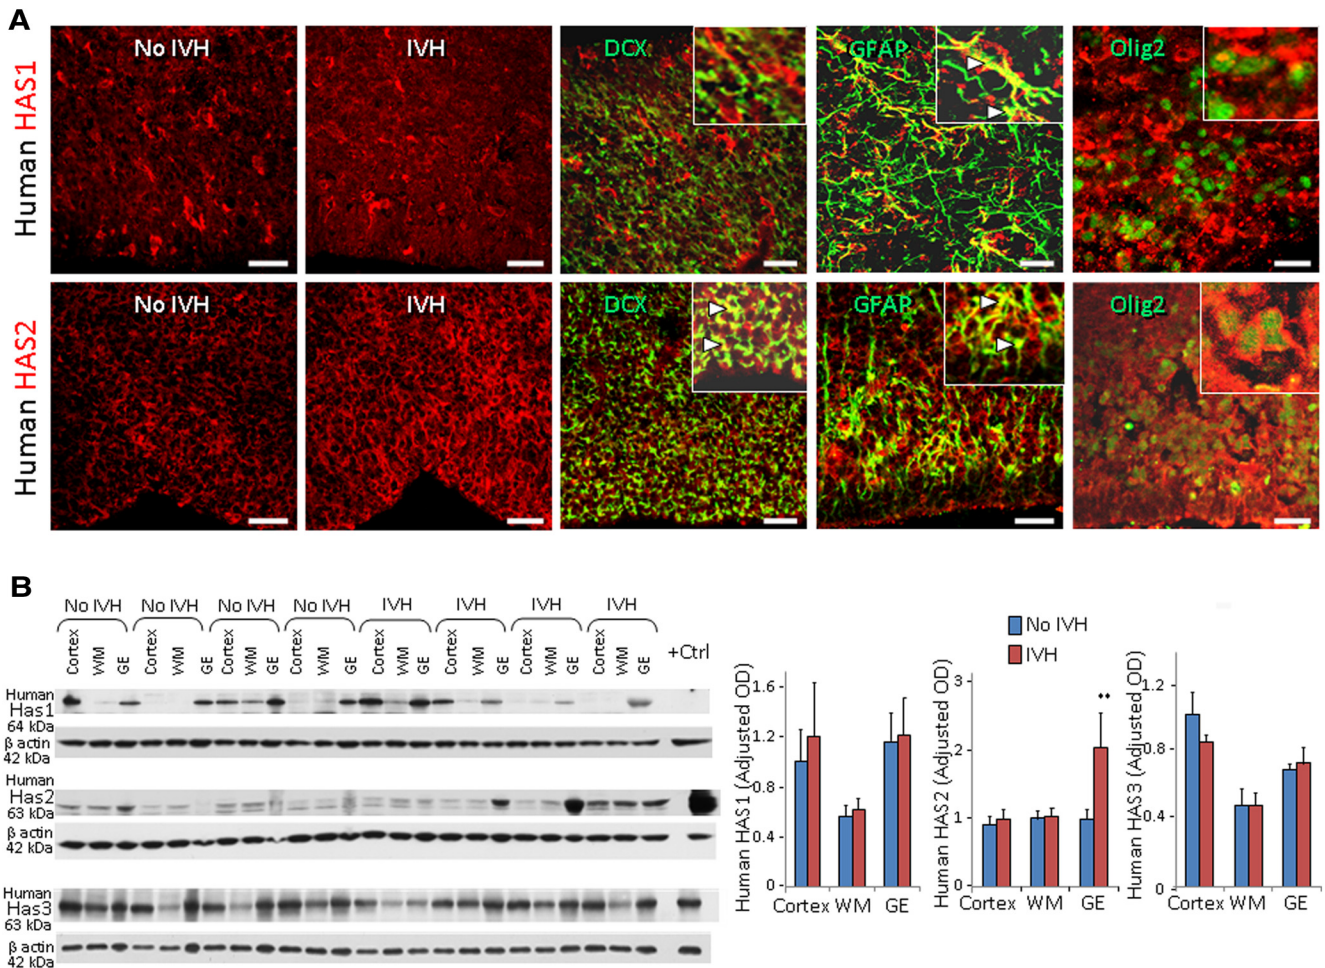 A
Human HAS1
No IVH
IVH
DCX
GFAP
Olig2
Human HAS2
No IVH
IVH
DCX
GFAP
Olig2
B
No IVH No IVH No IVH No IVH IVH IVH IVH IVH
Cortex WM GE Cortex WM GE Cortex WM GE Cortex WM GE Cortex WM GE Cortex WM GE Cortex WM GE Cortex WM GE +Ctrl
Human
Has1
64 kDa
β actin
42 kDa
Human
Has2
63 kDa
β actin
42 kDa
Human
Has3
63 kDa
β actin
42 kDa
No IVH
IVH
Human HAS1 (Adjusted OD)
1.6
1.2
0.8
0.4
0
Cortex WM GE
Human HAS2 (Adjusted OD)
3
2
1
0
Cortex WM GE
Human HAS3 (Adjusted OD)
1.2
0.8
0.4
0
Cortex WM GE